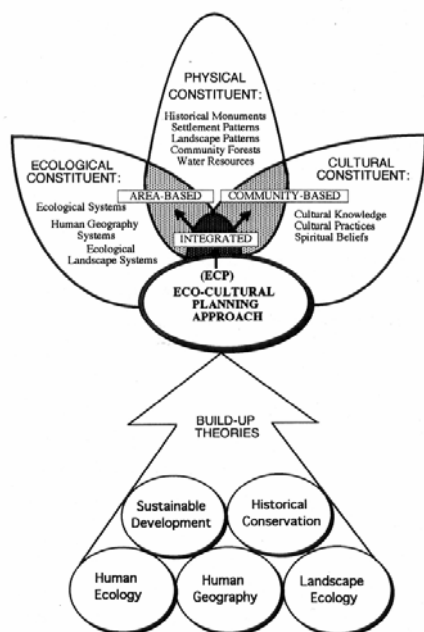 PHYSICAL
CONSTITUENT:
Historical Monuments
Settlement Patterns
Landscape Patterns
Community Forests
Water Resources
ECOLOGICAL
CONSTITUENT:
Ecological Systems
Human Geography
Systems
Ecological
Landscape Systems
CULTURAL
CONSTITUENT:
Cultural Knowledge
Cultural Practices
Spiritual Beliefs
AREA-BASED
COMMUNITY-BASED
INTEGRATED
(ECP)
ECO-CULTURAL
PLANNING
APPROACH
BUILD-UP
THEORIES
Sustainable
Development
Historical
Conservation
Human
Ecology
Human
Geography
Landscape
Ecology